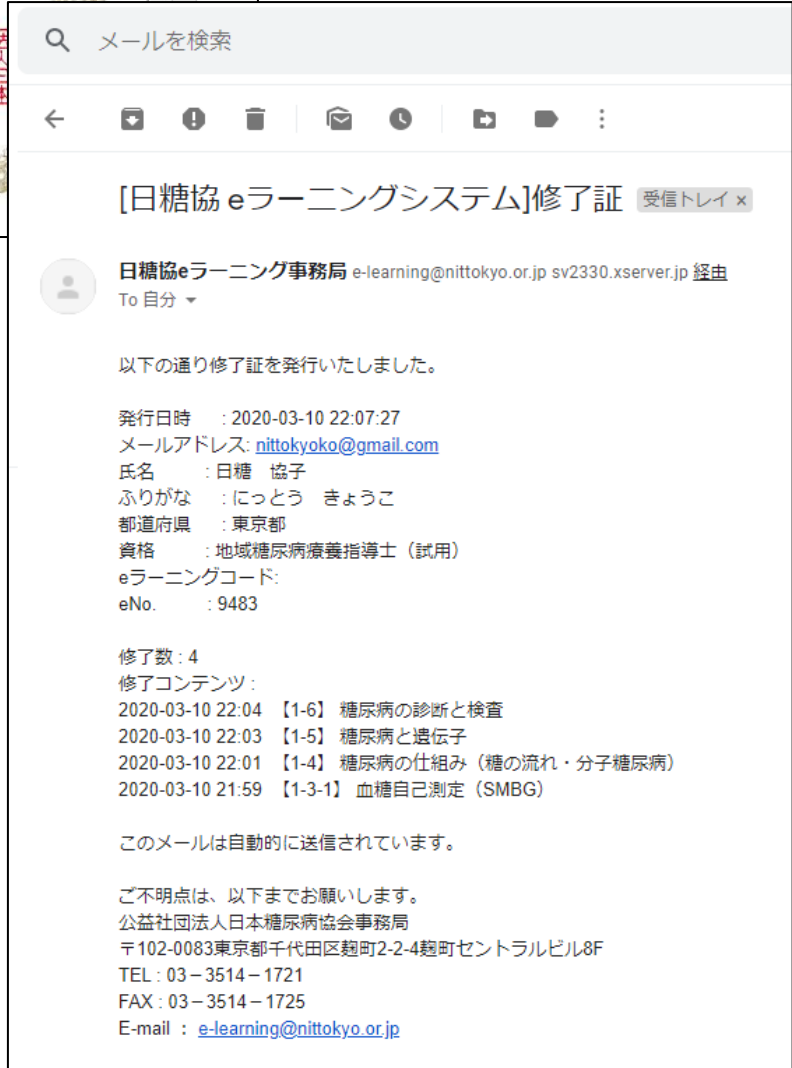 メールを検索
[日糖協 eラーニングシステム]修了証 受信トレイ ×
日糖協eラーニング事務局 e-learning@nittokyo.or.jp sv2330.xserver.jp 経由
To 自分
以下の通り修了証を発行いたしました。
発行日時 : 2020-03-10 22:07:27
メールアドレス: nittokyoko@gmail.com
氏名 : 日糖 協子
ふりがな : にっとう きょうこ
都道府県 : 東京都
資格 : 地域糖尿病療養指導士（試用）
eラーニングコード:
eNo. : 9483
修了数 : 4
修了コンテンツ :
2020-03-10 22:04 【1-6】 糖尿病の診断と検査
2020-03-10 22:03 【1-5】 糖尿病と遺伝子
2020-03-10 22:01 【1-4】 糖尿病の仕組み（糖の流れ・分子糖尿病）
2020-03-10 21:59 【1-3-1】 血糖自己測定（SMBG）
このメールは自動的に送信されています。
ご不明点は、以下までお願いします。
公益社団法人日本糖尿病協会事務局
〒102-0083東京都千代田区麹町2-2-4麹町セントラルビル8F
TEL : 03－3514－1721
FAX : 03－3514－1725
E-mail ： e-learning@nittokyo.or.jp